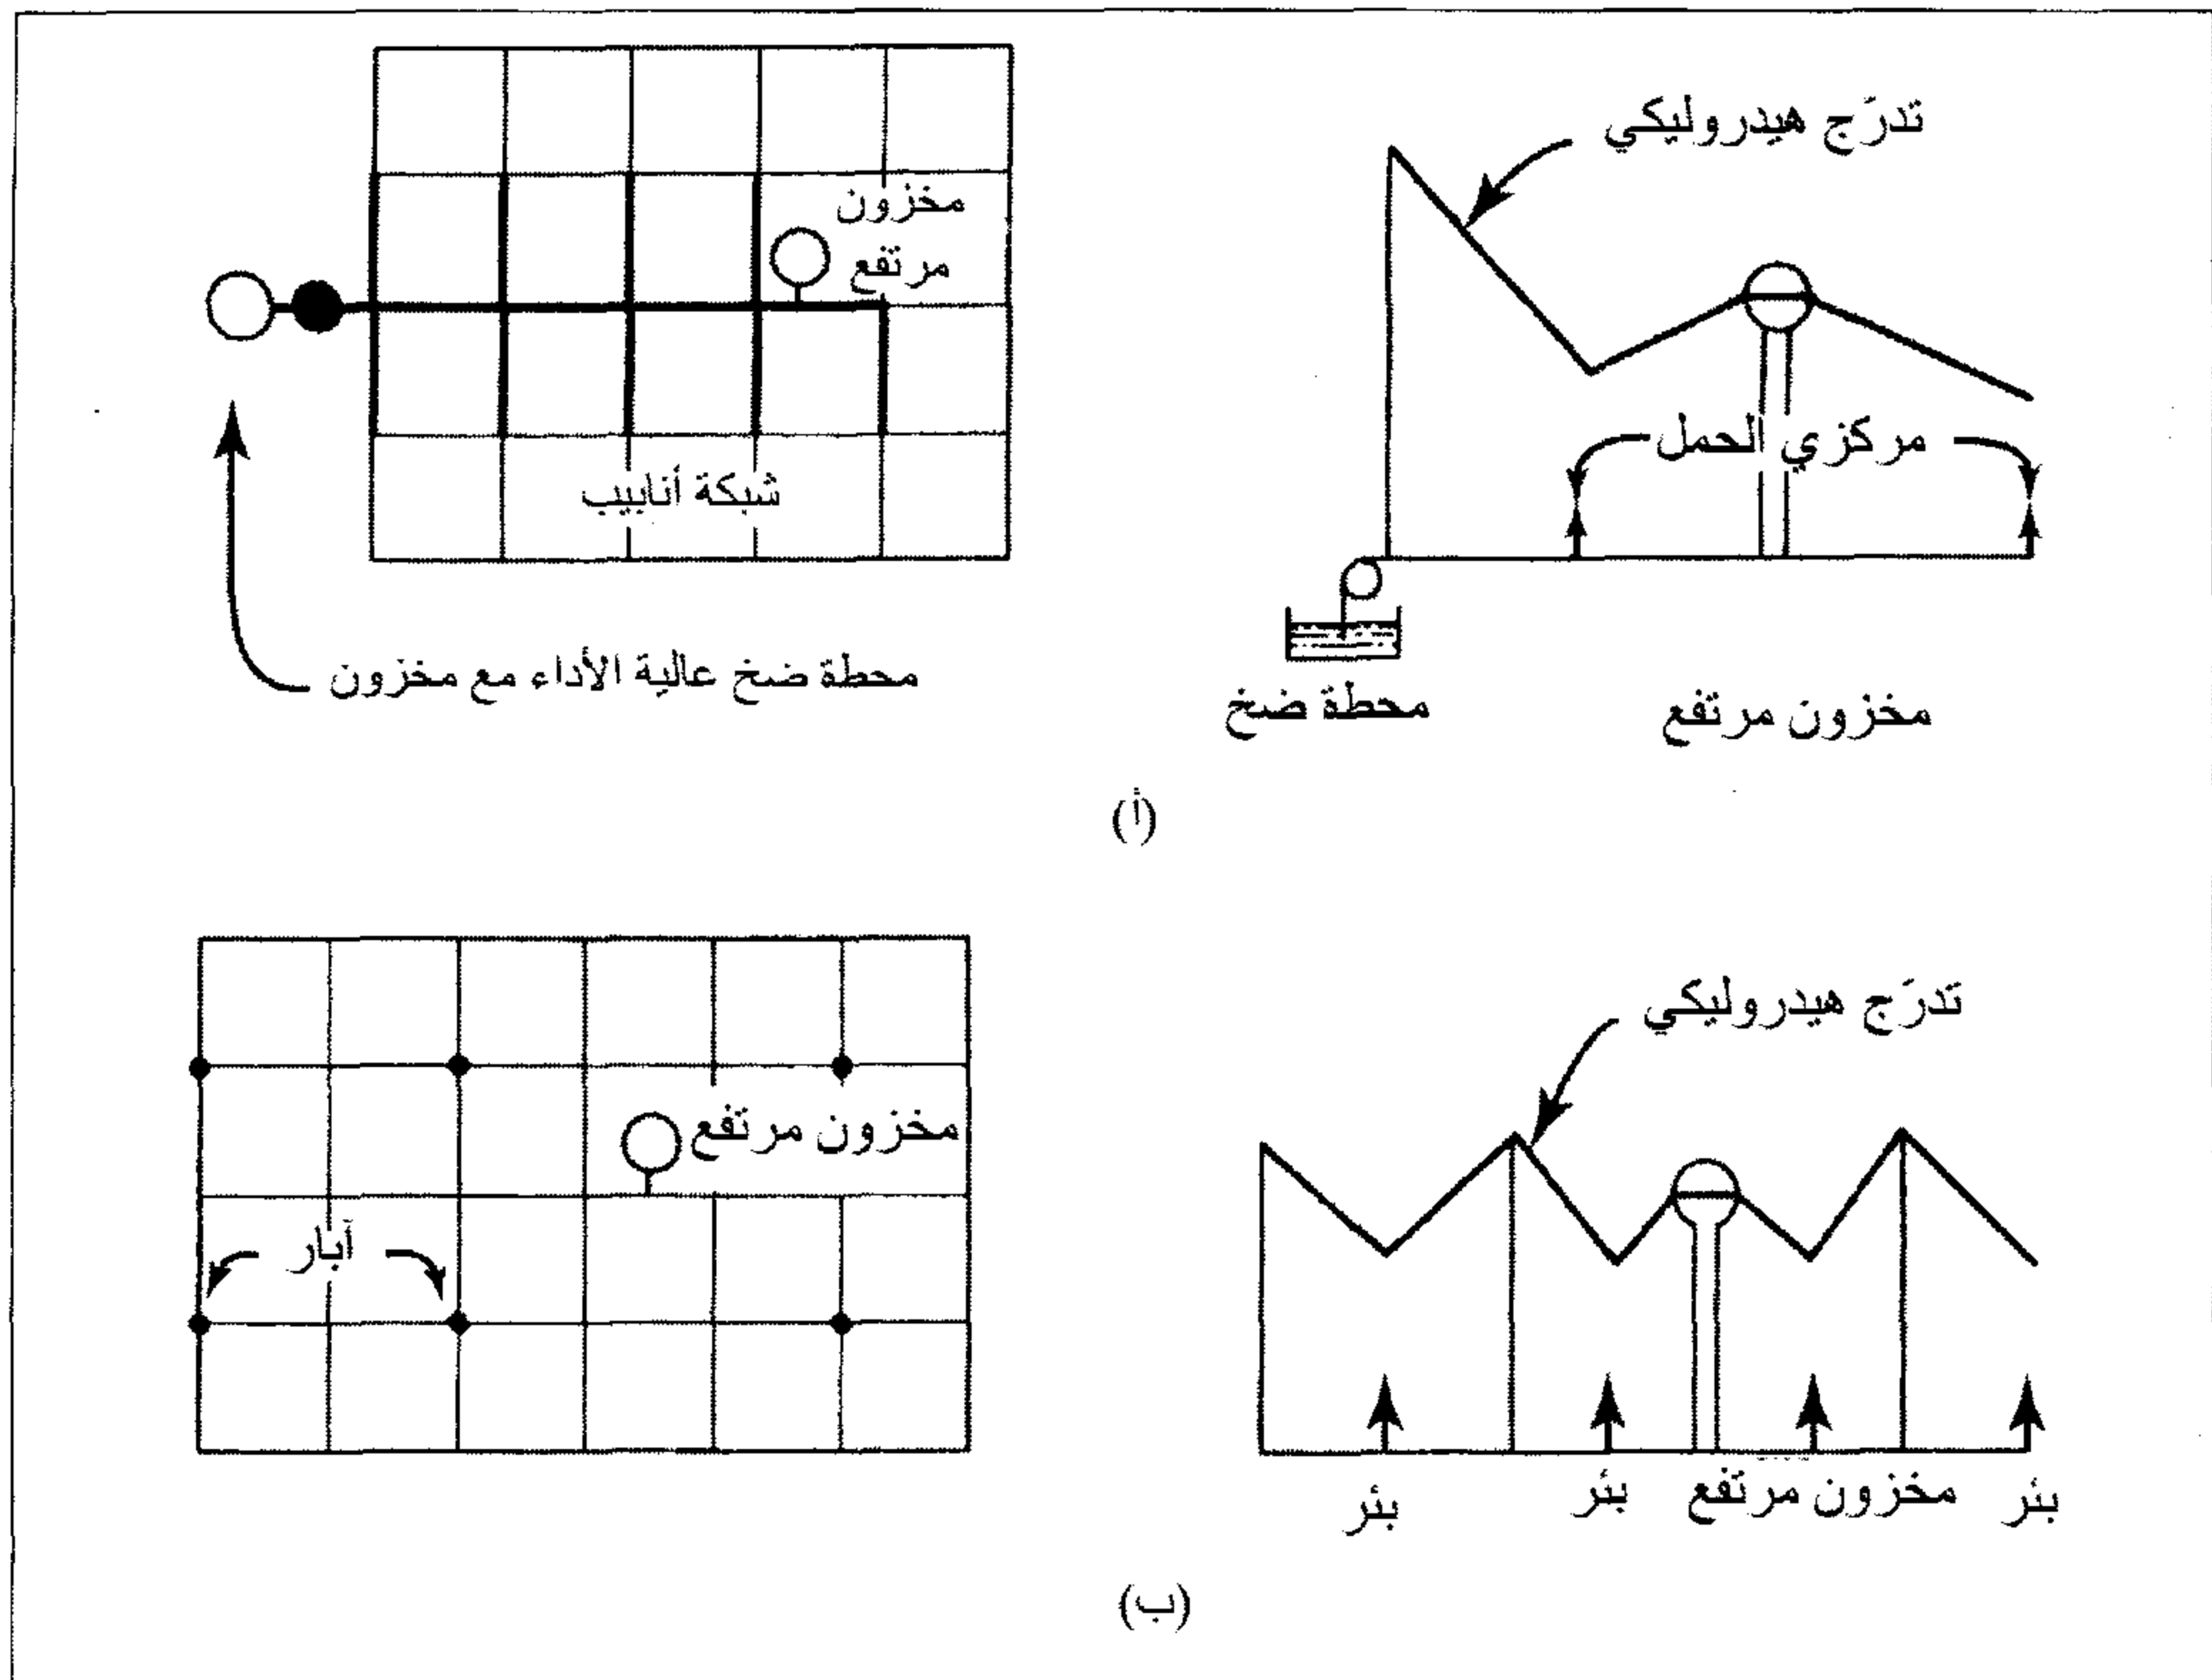 تدرّج هيدروليكي
مخزون
مرتفع
مركزي الحمل
شبكة أنابيب
محطة ضخ عالية الأداء مع مخزون
محطة ضخ
مخزون مرتفع
(أ)
تدرّج هيدروليكي
مخزون مرتفع
آبار
بئر
بئر
مخزون مرتفع
بئر
(ب)